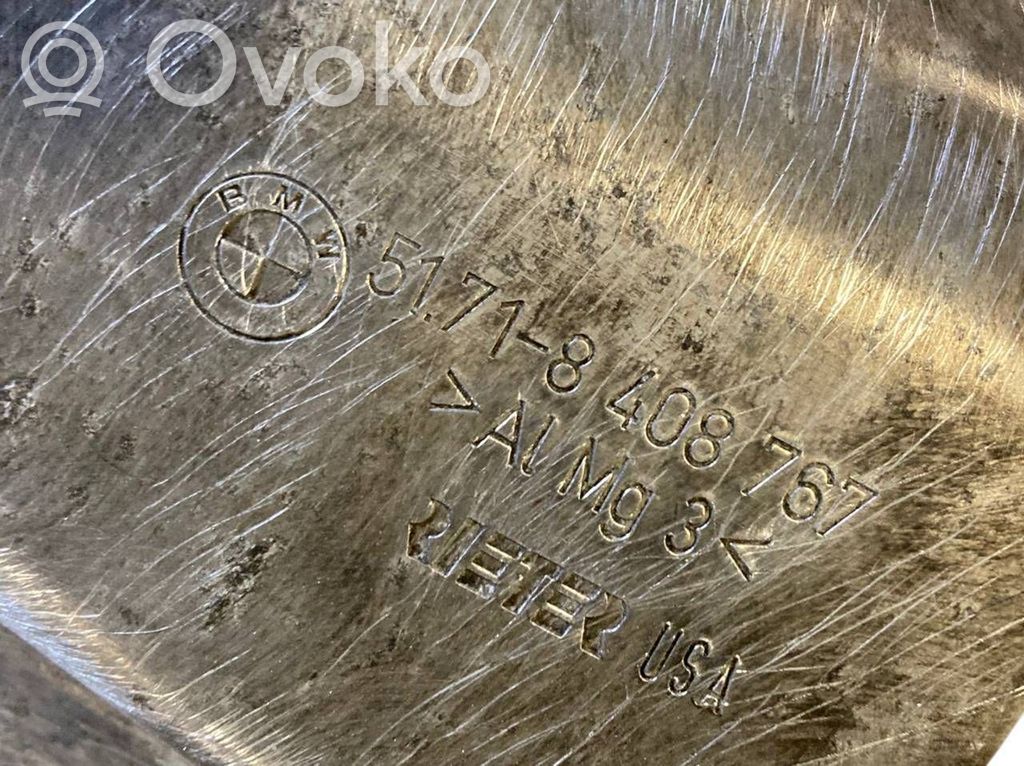 Ovoko
BMW
51.71-8 408 767
>Al Mg 3<
RIETER USA